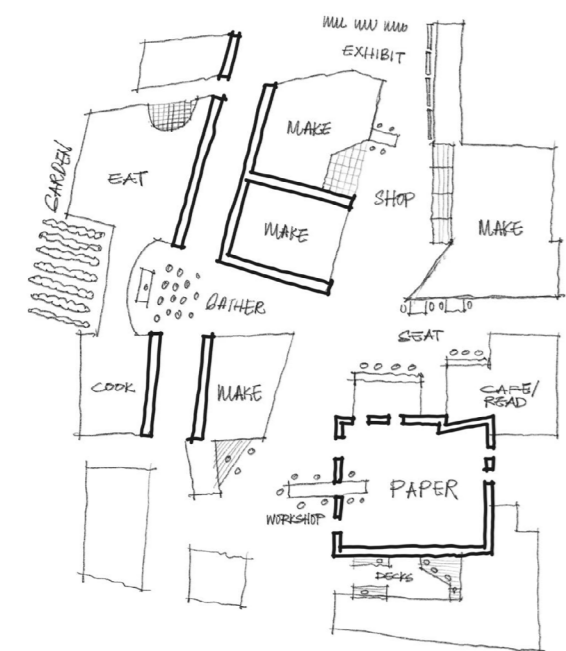 EXHIBIT
MAKE
GARDEN
EAT
SHOP
MAKE
MAKE
GATHER
SEAT
COOK
MAKE
CAFE/
READ
PAPER
WORKSHOP
DECKS